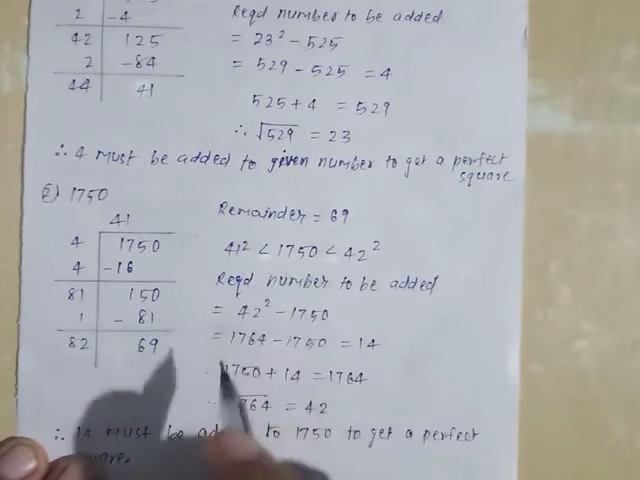 2 -4
Reqd number to be added
42 125
= 23² - 525
2 -84
= 529 - 525 = 4
44 41
525 + 4 = 529
∴ √529 = 23
∴ 4 must be added to given number to get a perfect
square
1750
41
Remainder = 69
4 1750
41² < 1750 < 42²
4 -16
Reqd number to be added
81 150
= 42² - 1750
1 - 81
= 1764 - 1750 = 14
82 69
1750 + 14 = 1764
= 42
∴ 14 must be to 1750 to get a perfect